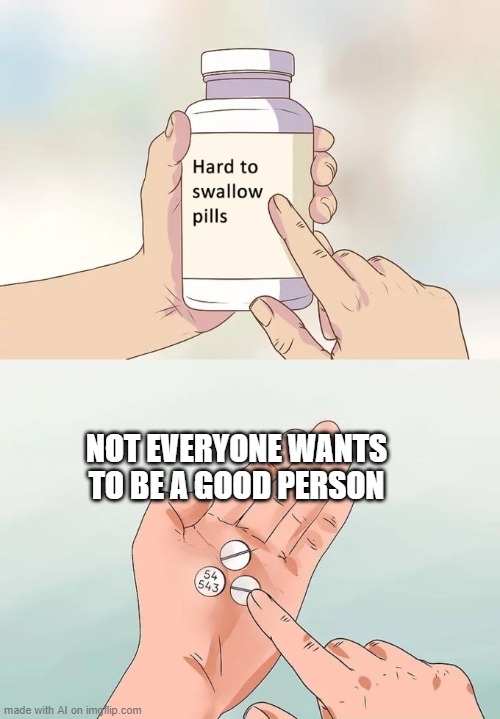 Hard to
swallow
pills
NOT EVERYONE WANTS
TO BE A GOOD PERSON
54
543
made with AI on imgflip.com